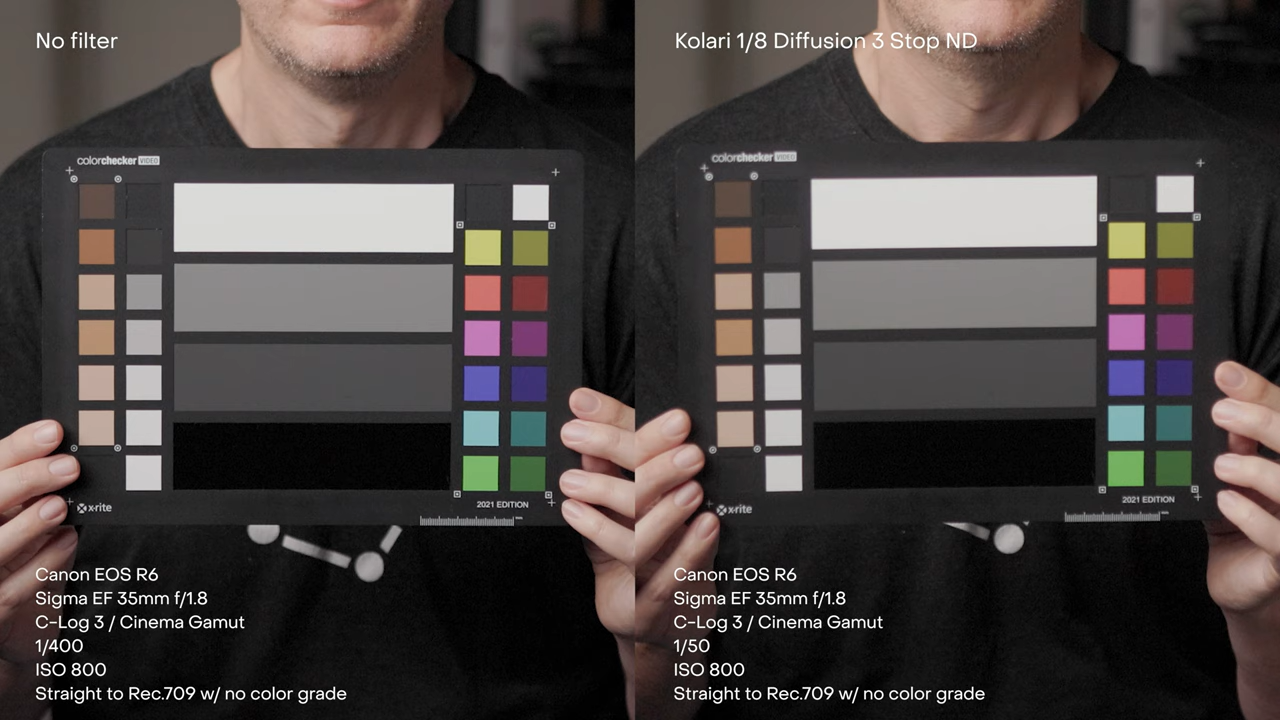 No filter
colorchecker VIDEO
x-rite
2021 EDITION
Canon EOS R6
Sigma EF 35mm f/1.8
C-Log 3 / Cinema Gamut
1/400
ISO 800
Straight to Rec.709 w/ no color grade
Kolari 1/8 Diffusion 3 Stop ND
colorchecker VIDEO
x-rite
2021 EDITION
Canon EOS R6
Sigma EF 35mm f/1.8
C-Log 3 / Cinema Gamut
1/50
ISO 800
Straight to Rec.709 w/ no color grade